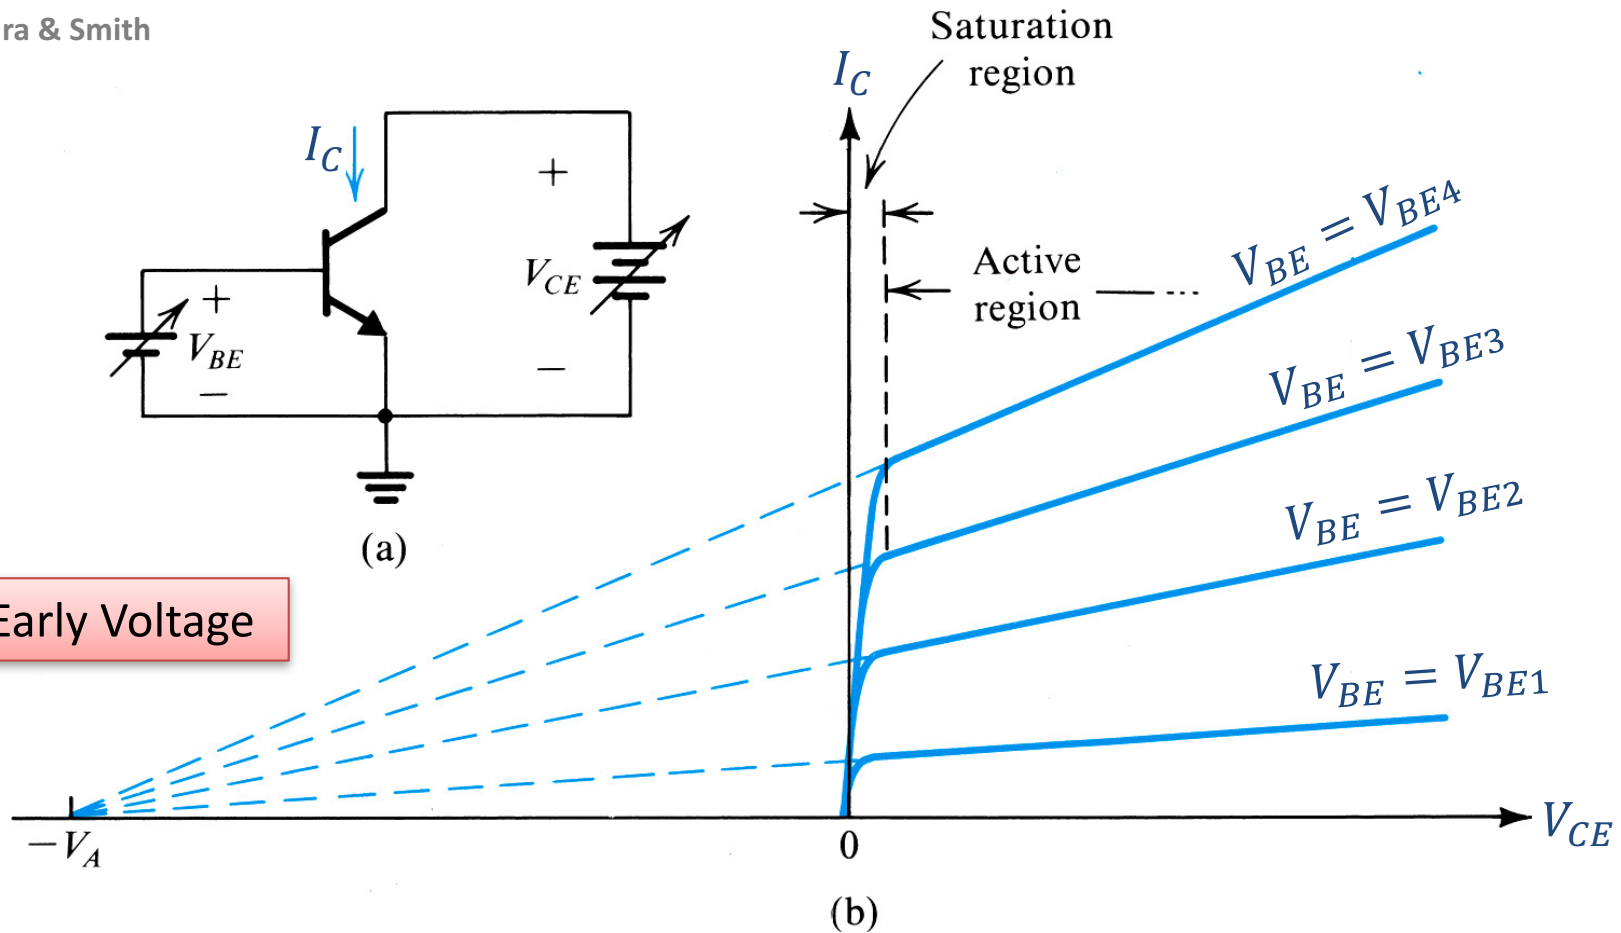 ra & Smith
Saturation
region
I_C
I_C
+
V_CE
−
+
V_BE
−
(a)
Active
region
V_BE = V_BE4
V_BE = V_BE3
V_BE = V_BE2
V_BE = V_BE1
Early Voltage
−V_A
0
V_CE
(b)